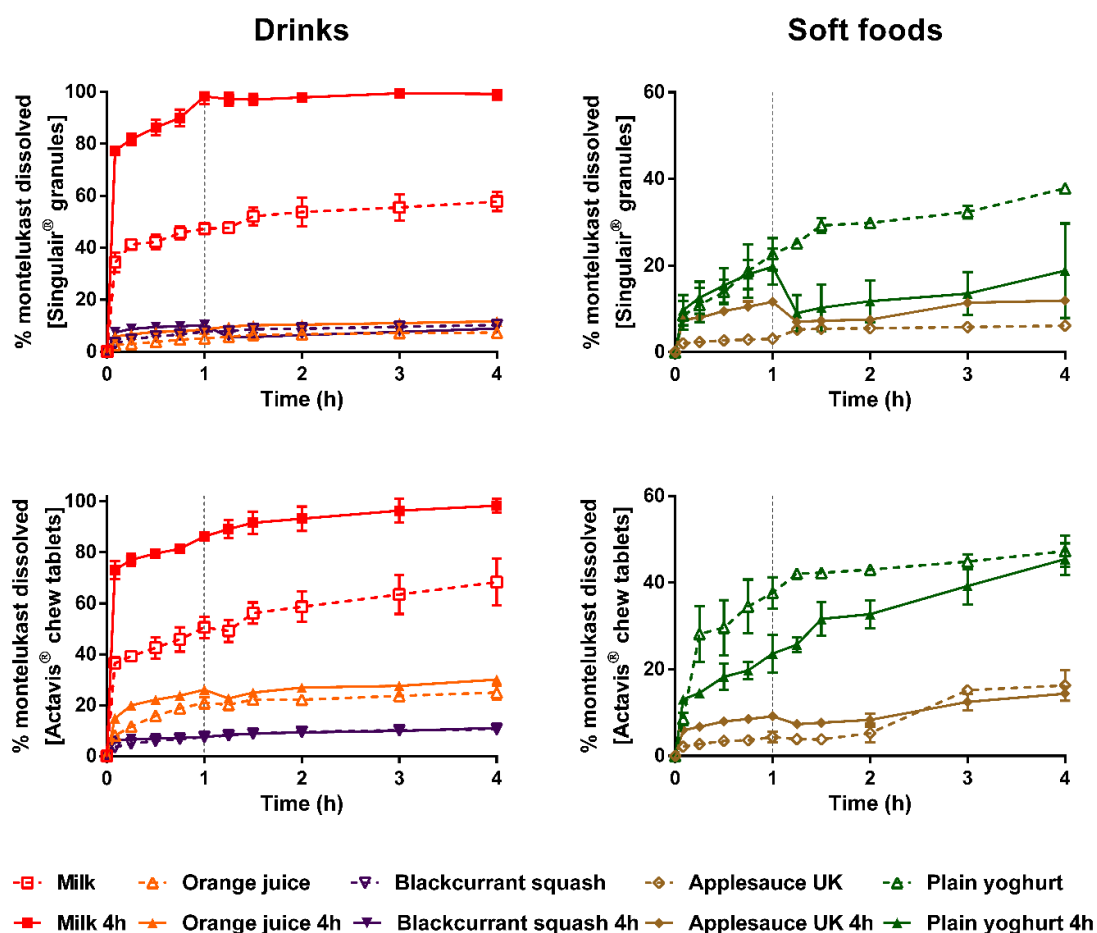 Drinks
Soft foods
% montelukast dissolved
[Singulair® granules]
100
80
60
40
20
0
0 1 2 3 4
Time (h)
% montelukast dissolved
[Singulair® granules]
60
40
20
0
0 1 2 3 4
Time (h)
% montelukast dissolved
[Actavis® chew tablets]
100
80
60
40
20
0
0 1 2 3 4
Time (h)
% montelukast dissolved
[Actavis® chew tablets]
60
40
20
0
0 1 2 3 4
Time (h)
Milk Orange juice Blackcurrant squash Applesauce UK Plain yoghurt
Milk 4h Orange juice 4h Blackcurrant squash 4h Applesauce UK 4h Plain yoghurt 4h